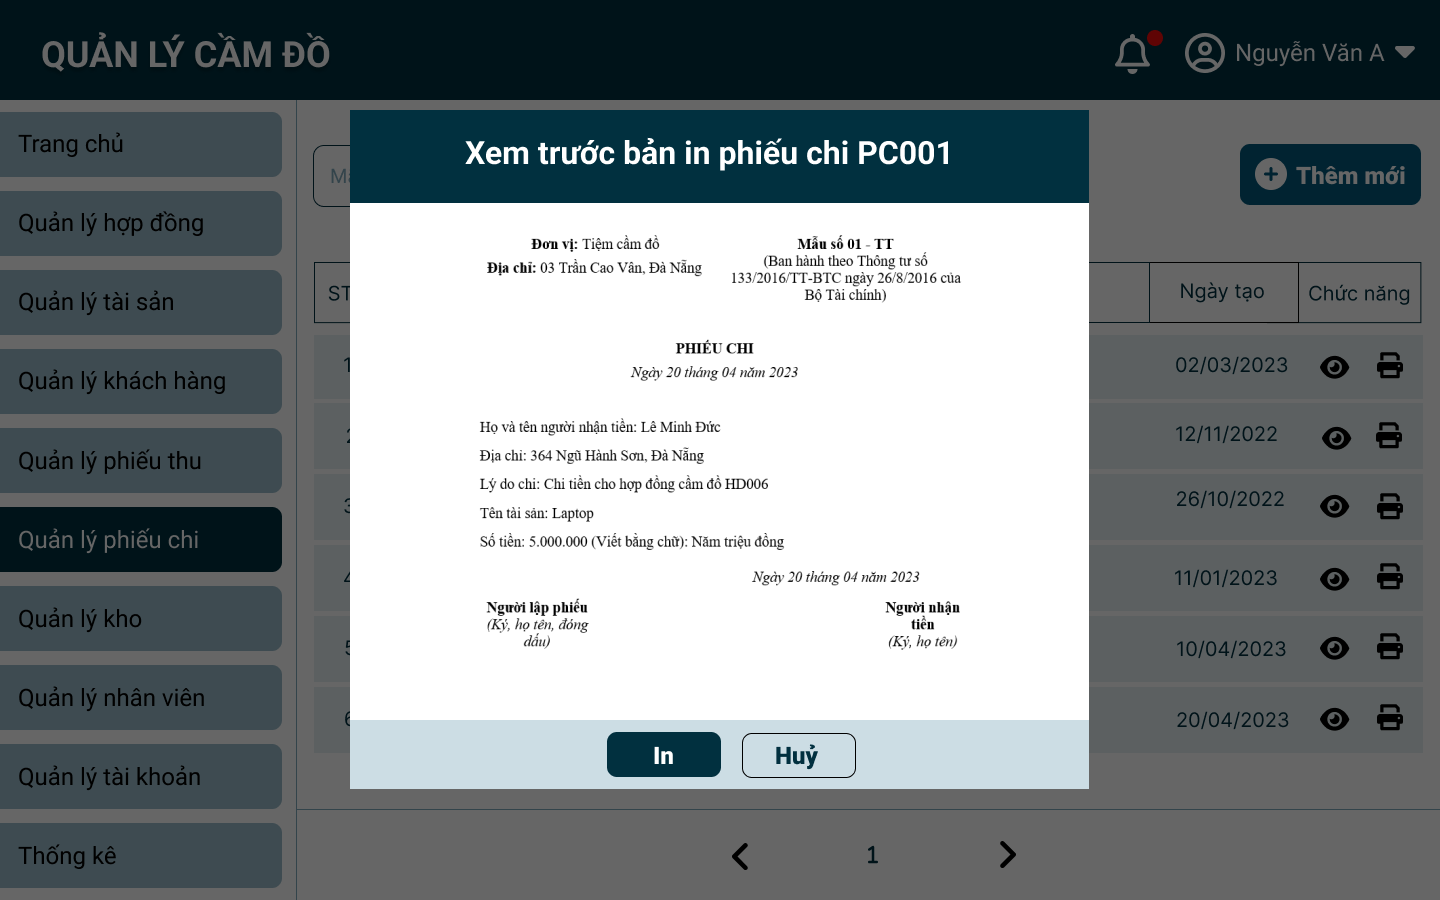 QUẢN LÝ CẦM ĐỒ
Nguyễn Văn A
Trang chủ
Quản lý hợp đồng
Quản lý tài sản
Quản lý khách hàng
Quản lý phiếu thu
Quản lý phiếu chi
Quản lý kho
Quản lý nhân viên
Quản lý tài khoản
Thống kê
Thêm mới
Ngày tạo Chức năng
02/03/2023
12/11/2022
26/10/2022
11/01/2023
10/04/2023
20/04/2023
1
Xem trước bản in phiếu chi PC001
Đơn vị: Tiệm cầm đồ
Địa chỉ: 03 Trần Cao Vân, Đà Nẵng
Mẫu số 01 - TT
(Ban hành theo Thông tư số
133/2016/TT-BTC ngày 26/8/2016 của
Bộ Tài chính)
PHIẾU CHI
Ngày 20 tháng 04 năm 2023
Họ và tên người nhận tiền: Lê Minh Đức
Địa chỉ: 364 Ngũ Hành Sơn, Đà Nẵng
Lý do chi: Chi tiền cho hợp đồng cầm đồ HD006
Tên tài sản: Laptop
Số tiền: 5.000.000 (Viết bằng chữ): Năm triệu đồng
Ngày 20 tháng 04 năm 2023
Người lập phiếu
(Ký, họ tên, đóng
dấu)
Người nhận
tiền
(Ký, họ tên)
In
Huỷ